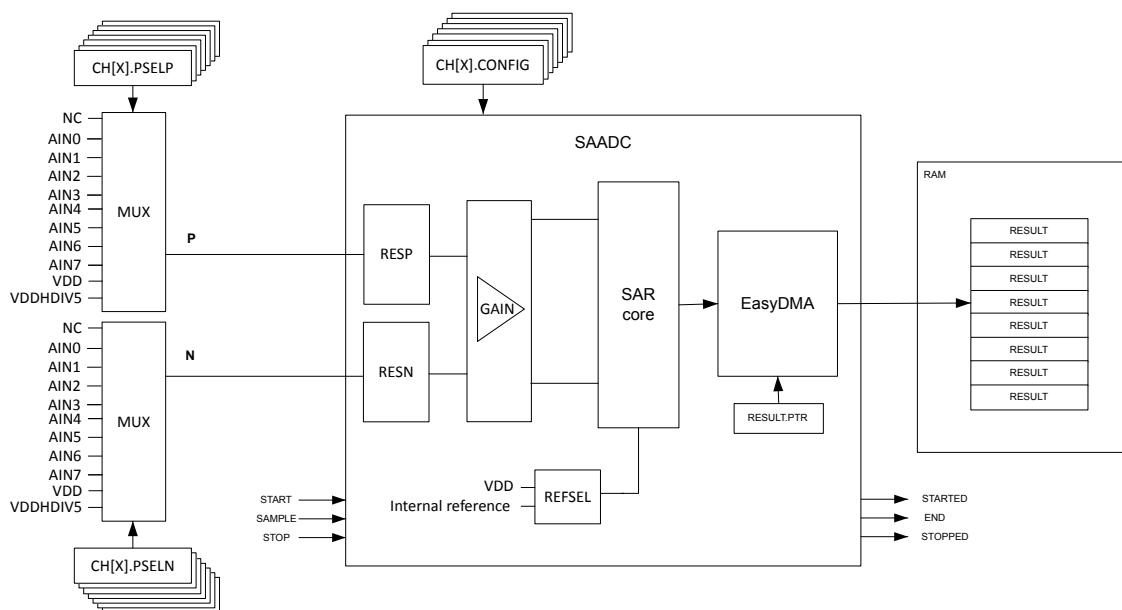 CH[X].PSELP
CH[X].CONFIG
NC
AIN0
AIN1
AIN2
AIN3
AIN4
AIN5
AIN6
AIN7
VDD
VDDHDIV5
MUX
P
NC
AIN0
AIN1
AIN2
AIN3
AIN4
AIN5
AIN6
AIN7
VDD
VDDHDIV5
MUX
N
CH[X].PSELN
SAADC
RESP
RESN
GAIN
SAR
core
EasyDMA
RESULT.PTR
VDD
Internal reference
REFSEL
START
SAMPLE
STOP
STARTED
END
STOPPED
RAM
RESULT
RESULT
RESULT
RESULT
RESULT
RESULT
RESULT
RESULT